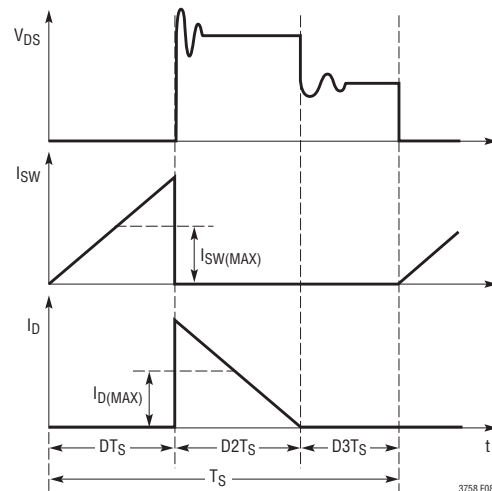 VDS
ISW
ISW(MAX)
ID
ID(MAX)
DTS
D2TS
D3TS
t
TS
3758 F08